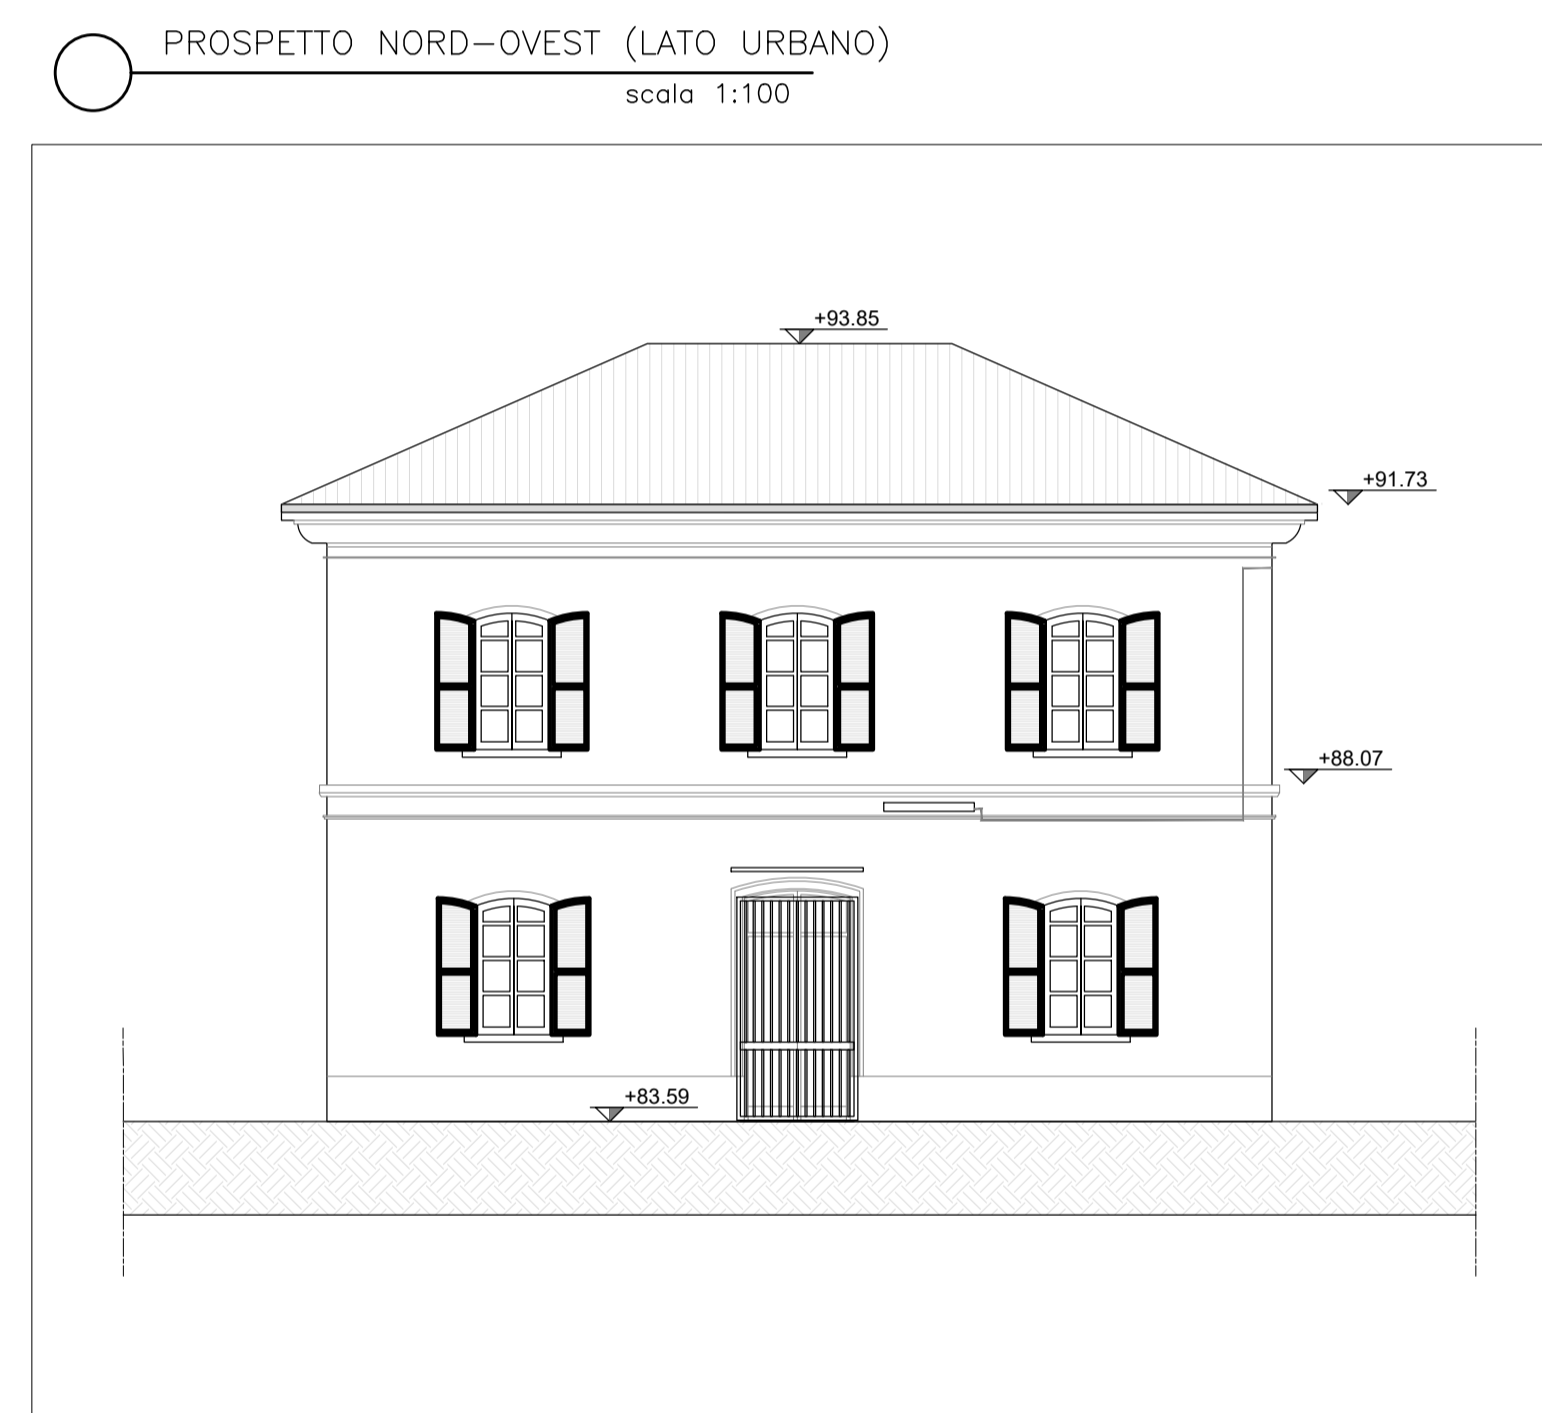 PROSPETTO NORD-OVEST (LATO URBANO)
scala 1:100
+93.85
+91.73
+88.07
+83.59